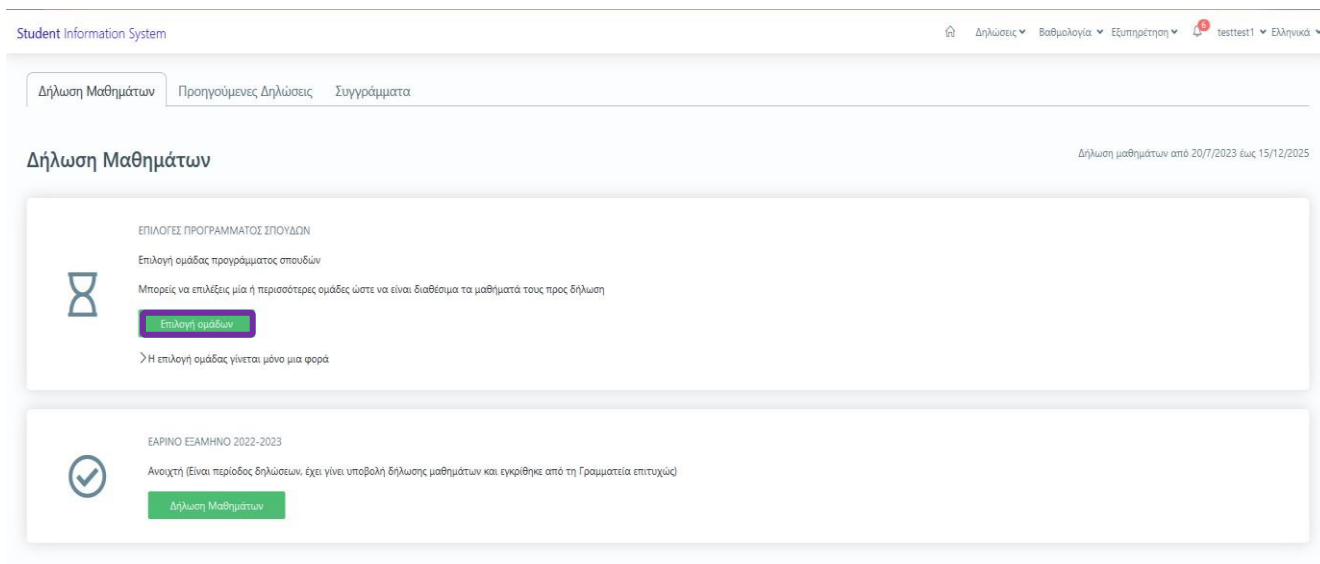 Student Information System
Δηλώσεις Βαθμολογία Εξυπηρέτηση 6 testtest1 Ελληνικά
Δήλωση Μαθημάτων Προηγούμενες Δηλώσεις Συγγράμματα
Δήλωση Μαθημάτων
Δήλωση μαθημάτων από 20/7/2023 έως 15/12/2025
ΕΠΙΛΟΓΕΣ ΠΡΟΓΡΑΜΜΑΤΟΣ ΣΠΟΥΔΩΝ
Επιλογή ομάδας προγράμματος σπουδών
Μπορείς να επιλέξεις μία ή περισσότερες ομάδες ώστε να είναι διαθέσιμα τα μαθήματά τους προς δήλωση
Επιλογή ομάδων
Η επιλογή ομάδας γίνεται μόνο μια φορά
ΕΑΡΙΝΟ ΕΞΑΜΗΝΟ 2022-2023
Ανοιχτή (Είναι περίοδος δηλώσεων, έχει γίνει υποβολή δήλωσης μαθημάτων και εγκρίθηκε από τη Γραμματεία επιτυχώς)
Δήλωση Μαθημάτων